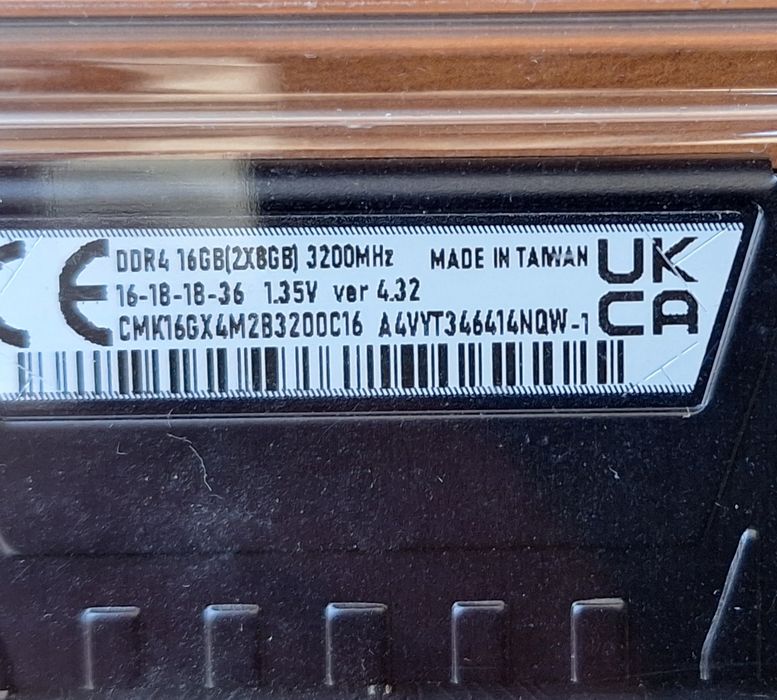 CE DDR4 16GB(2X8GB) 3200MHz MADE IN TAIWAN UK
16-18-18-36 1.35V ver 4.32
CMK16GX4M2B3200C16 A4VYT346414NQW-1 CA